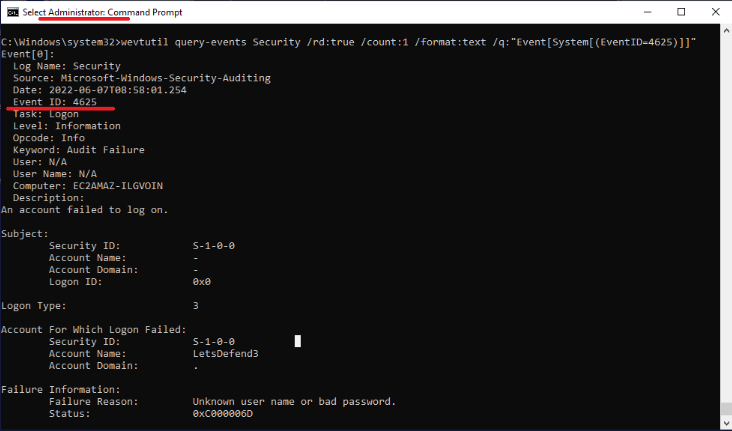 Select Administrator: Command Prompt
C:\Windows\system32>wevtutil query-events Security /rd:true /count:1 /format:text /q:"Event[System[(EventID=4625)]]"
Event[0]:
Log Name: Security
Source: Microsoft-Windows-Security-Auditing
Date: 2022-06-07T08:58:01.254
Event ID: 4625
Task: Logon
Level: Information
Opcode: Info
Keyword: Audit Failure
User: N/A
User Name: N/A
Computer: EC2AMAZ-ILGVOIN
Description:
An account failed to log on.
Subject:
Security ID: S-1-0-0
Account Name: -
Account Domain: -
Logon ID: 0x0
Logon Type: 3
Account For Which Logon Failed:
Security ID: S-1-0-0
Account Name: LetsDefend3
Account Domain: .
Failure Information:
Failure Reason: Unknown user name or bad password.
Status: 0xC000006D